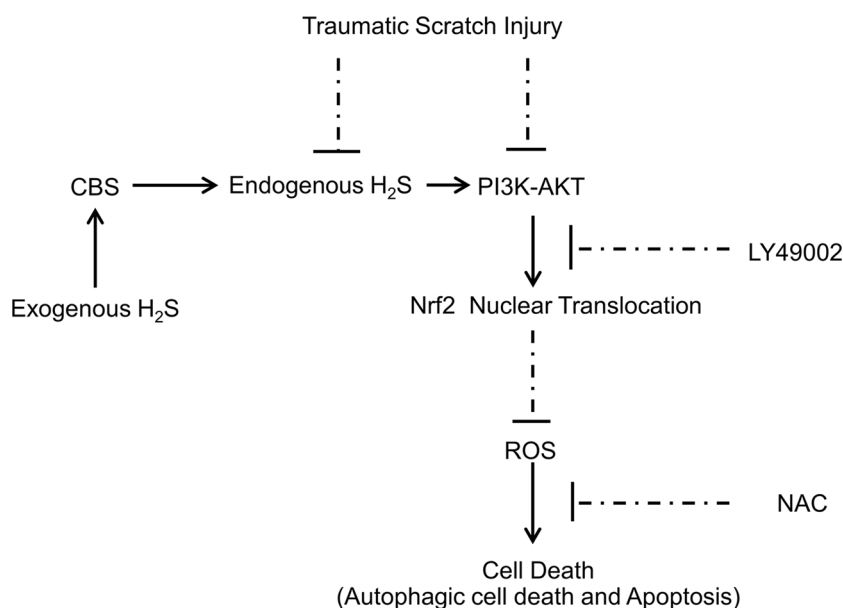 Traumatic Scratch Injury
CBS
Endogenous H₂S
PI3K-AKT
LY49002
Exogenous H₂S
Nrf2 Nuclear Translocation
ROS
NAC
Cell Death
(Autophagic cell death and Apoptosis)